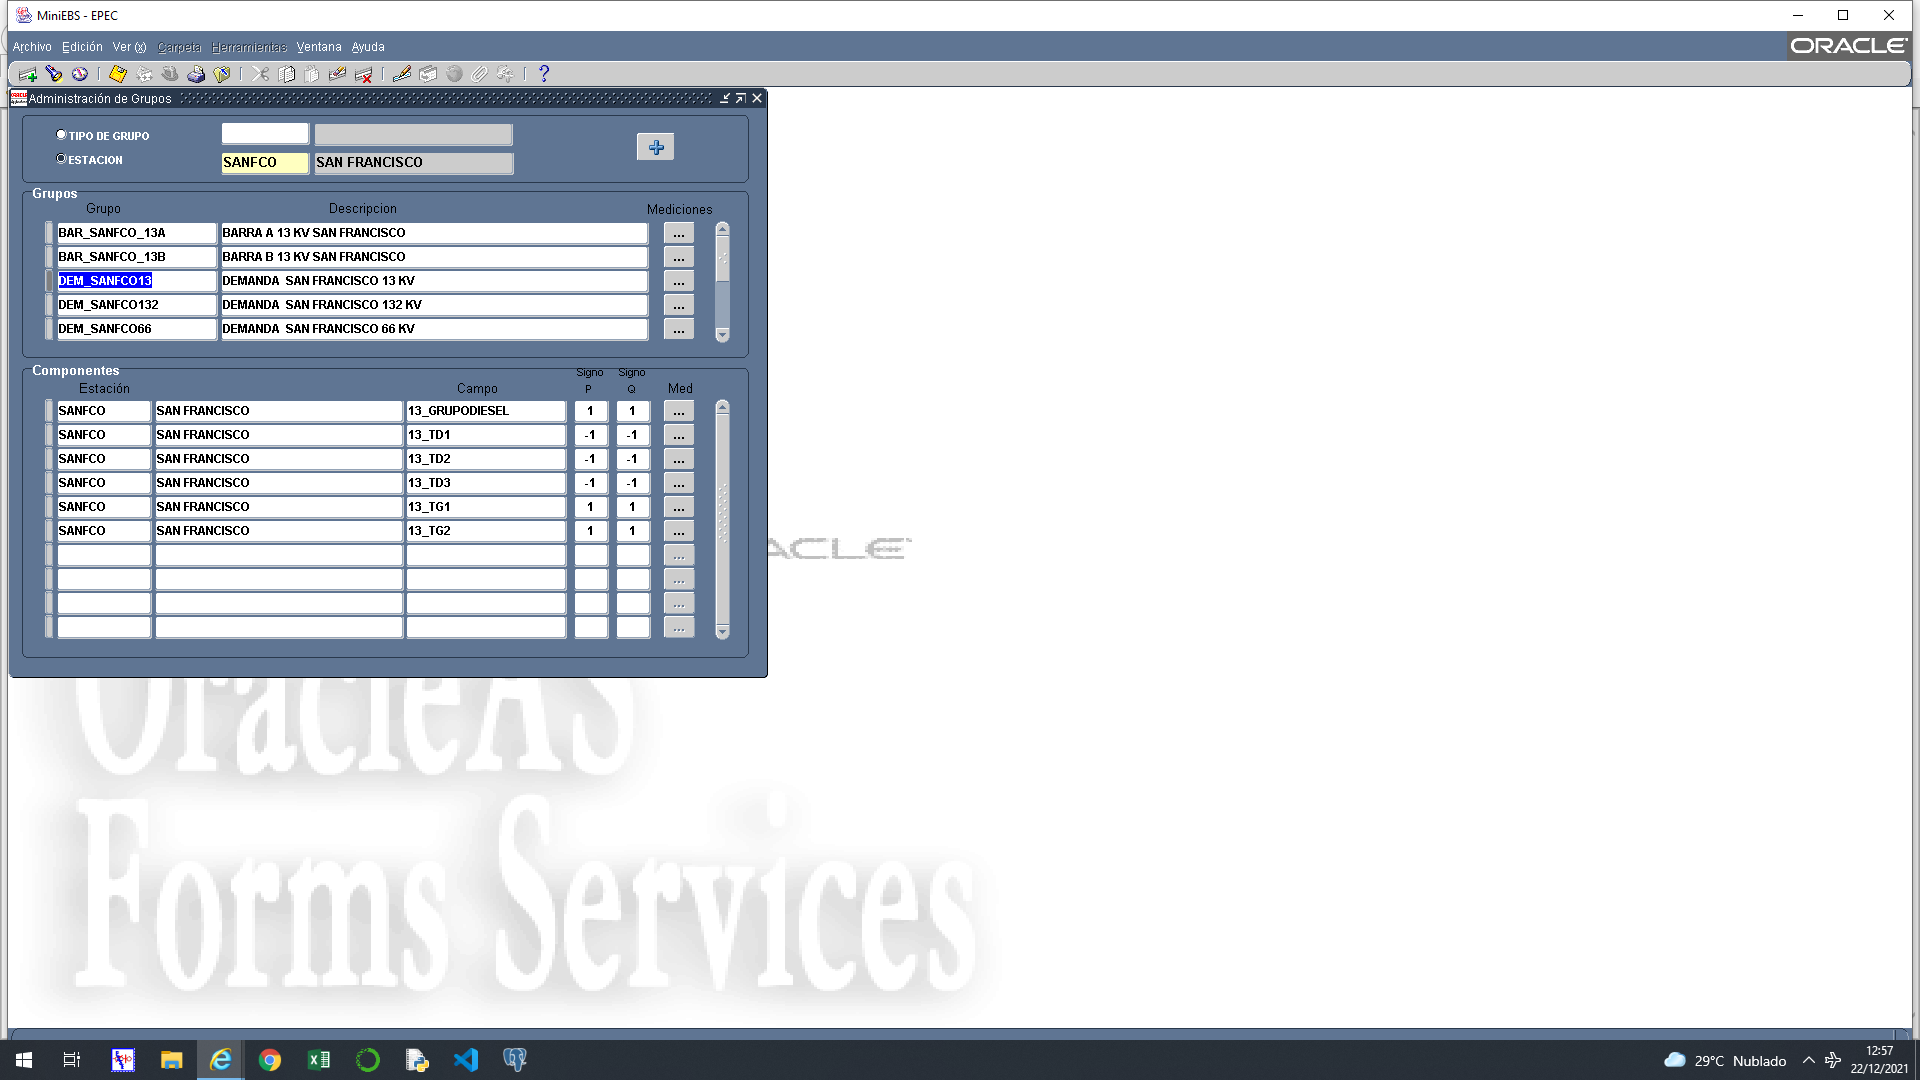 MiniEBS - EPEC
Archivo Edición Ver (x) Carpeta Herramientas Ventana Ayuda
ORACLE
Administración de Grupos
TIPO DE GRUPO
ESTACION SANFCO SAN FRANCISCO
Grupos
Grupo Descripcion Mediciones
BAR_SANFCO_13A BARRA A 13 KV SAN FRANCISCO ...
BAR_SANFCO_13B BARRA B 13 KV SAN FRANCISCO ...
DEM_SANFCO13 DEMANDA SAN FRANCISCO 13 KV ...
DEM_SANFCO132 DEMANDA SAN FRANCISCO 132 KV ...
DEM_SANFCO66 DEMANDA SAN FRANCISCO 66 KV ...
Componentes
Signo Signo
Estación Campo P Q Med
SANFCO SAN FRANCISCO 13_GRUPODIESEL 1 1 ...
SANFCO SAN FRANCISCO 13_TD1 -1 -1 ...
SANFCO SAN FRANCISCO 13_TD2 -1 -1 ...
SANFCO SAN FRANCISCO 13_TD3 -1 -1 ...
SANFCO SAN FRANCISCO 13_TG1 1 1 ...
SANFCO SAN FRANCISCO 13_TG2 1 1 ...
...
...
...
...
ACLE
OracleAS
Forms Services
29°C Nublado
12:57
22/12/2021